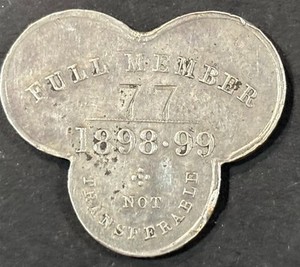 FULL MEMBER
77
1898·99
NOT
TRANSFERABLE